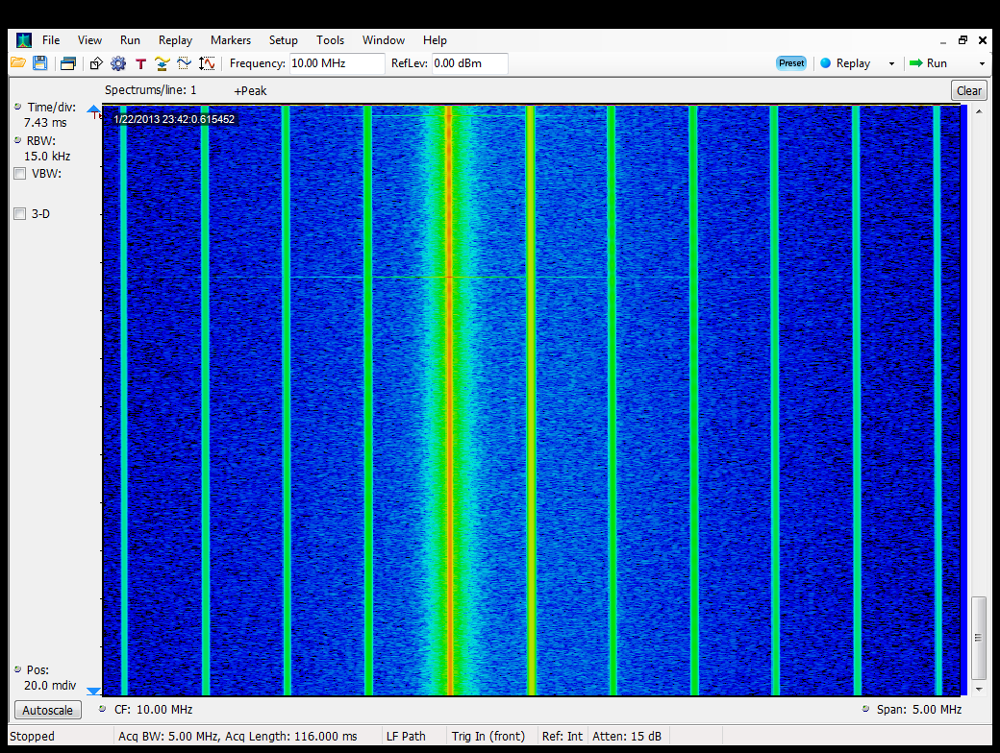 File View Run Replay Markers Setup Tools Window Help
T Frequency: 10.00 MHz RefLev: 0.00 dBm Preset Replay Run
Spectrums/line: 1 +Peak Clear
Time/div:
7.43 ms
1/22/2013 23:42:0.615452
RBW:
15.0 kHz
VBW:
3-D
Pos:
20.0 mdiv
Autoscale CF: 10.00 MHz Span: 5.00 MHz
Stopped Acq BW: 5.00 MHz, Acq Length: 116.000 ms LF Path Trig In (front) Ref: Int Atten: 15 dB